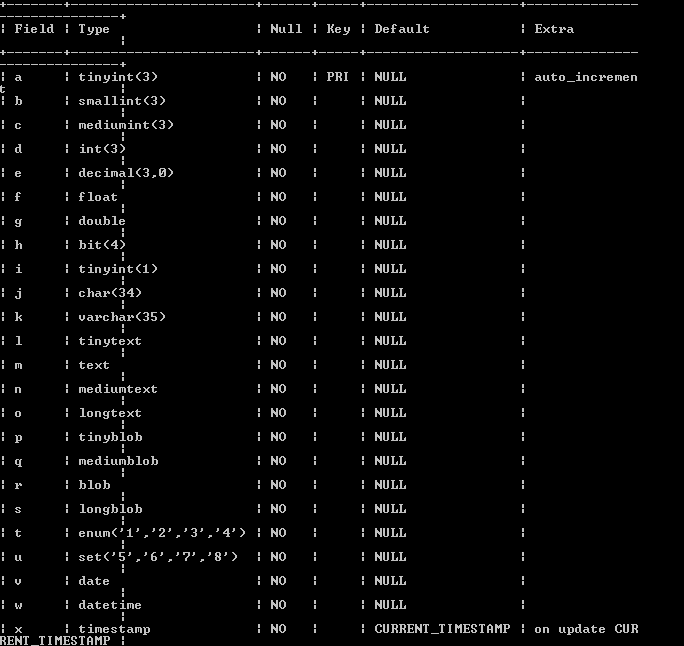 Field Type Null Key Default Extra
a tinyint(3) NO PRI NULL auto_incremen
t
b smallint(3) NO NULL
c mediumint(3) NO NULL
d int(3) NO NULL
e decimal(3,0) NO NULL
f float NO NULL
g double NO NULL
h bit(4) NO NULL
i tinyint(1) NO NULL
j char(34) NO NULL
k varchar(35) NO NULL
l tinytext NO NULL
m text NO NULL
n mediumtext NO NULL
o longtext NO NULL
p tinyblob NO NULL
q mediumblob NO NULL
r blob NO NULL
s longblob NO NULL
t enum('1','2','3','4') NO NULL
u set('5','6','7','8') NO NULL
v date NO NULL
w datetime NO NULL
x timestamp NO CURRENT_TIMESTAMP on update CUR
RENT_TIMESTAMP